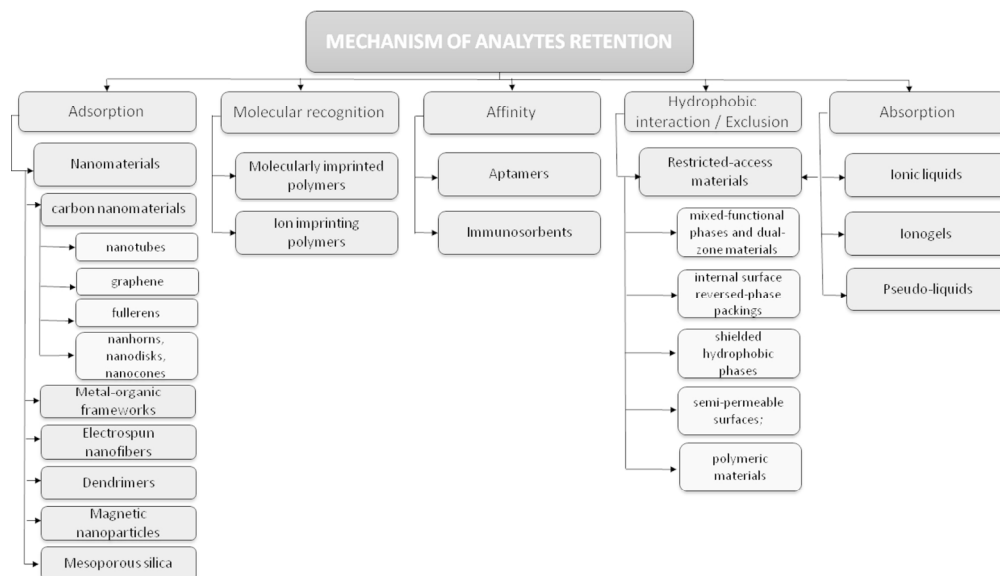 MECHANISM OF ANALYTES RETENTION
Adsorption
Nanomaterials
carbon nanomaterials
nanotubes
graphene
fullerens
nanhorns,
nanodisks,
nanocones
Metal-organic
frameworks
Electrospun
nanofibers
Dendrimers
Magnetic
nanoparticles
Mesoporous silica
Molecular recognition
Molecularly imprinted
polymers
Ion imprinting
polymers
Affinity
Aptamers
Immunosorbents
Hydrophobic
interaction / Exclusion
Restricted-access
materials
mixed-functional
phases and dual-
zone materials
internal surface
reversed-phase
packings
shielded
hydrophobic
phases
semi-permeable
surfaces;
polymeric
materials
Absorption
Ionic liquids
Ionogels
Pseudo-liquids